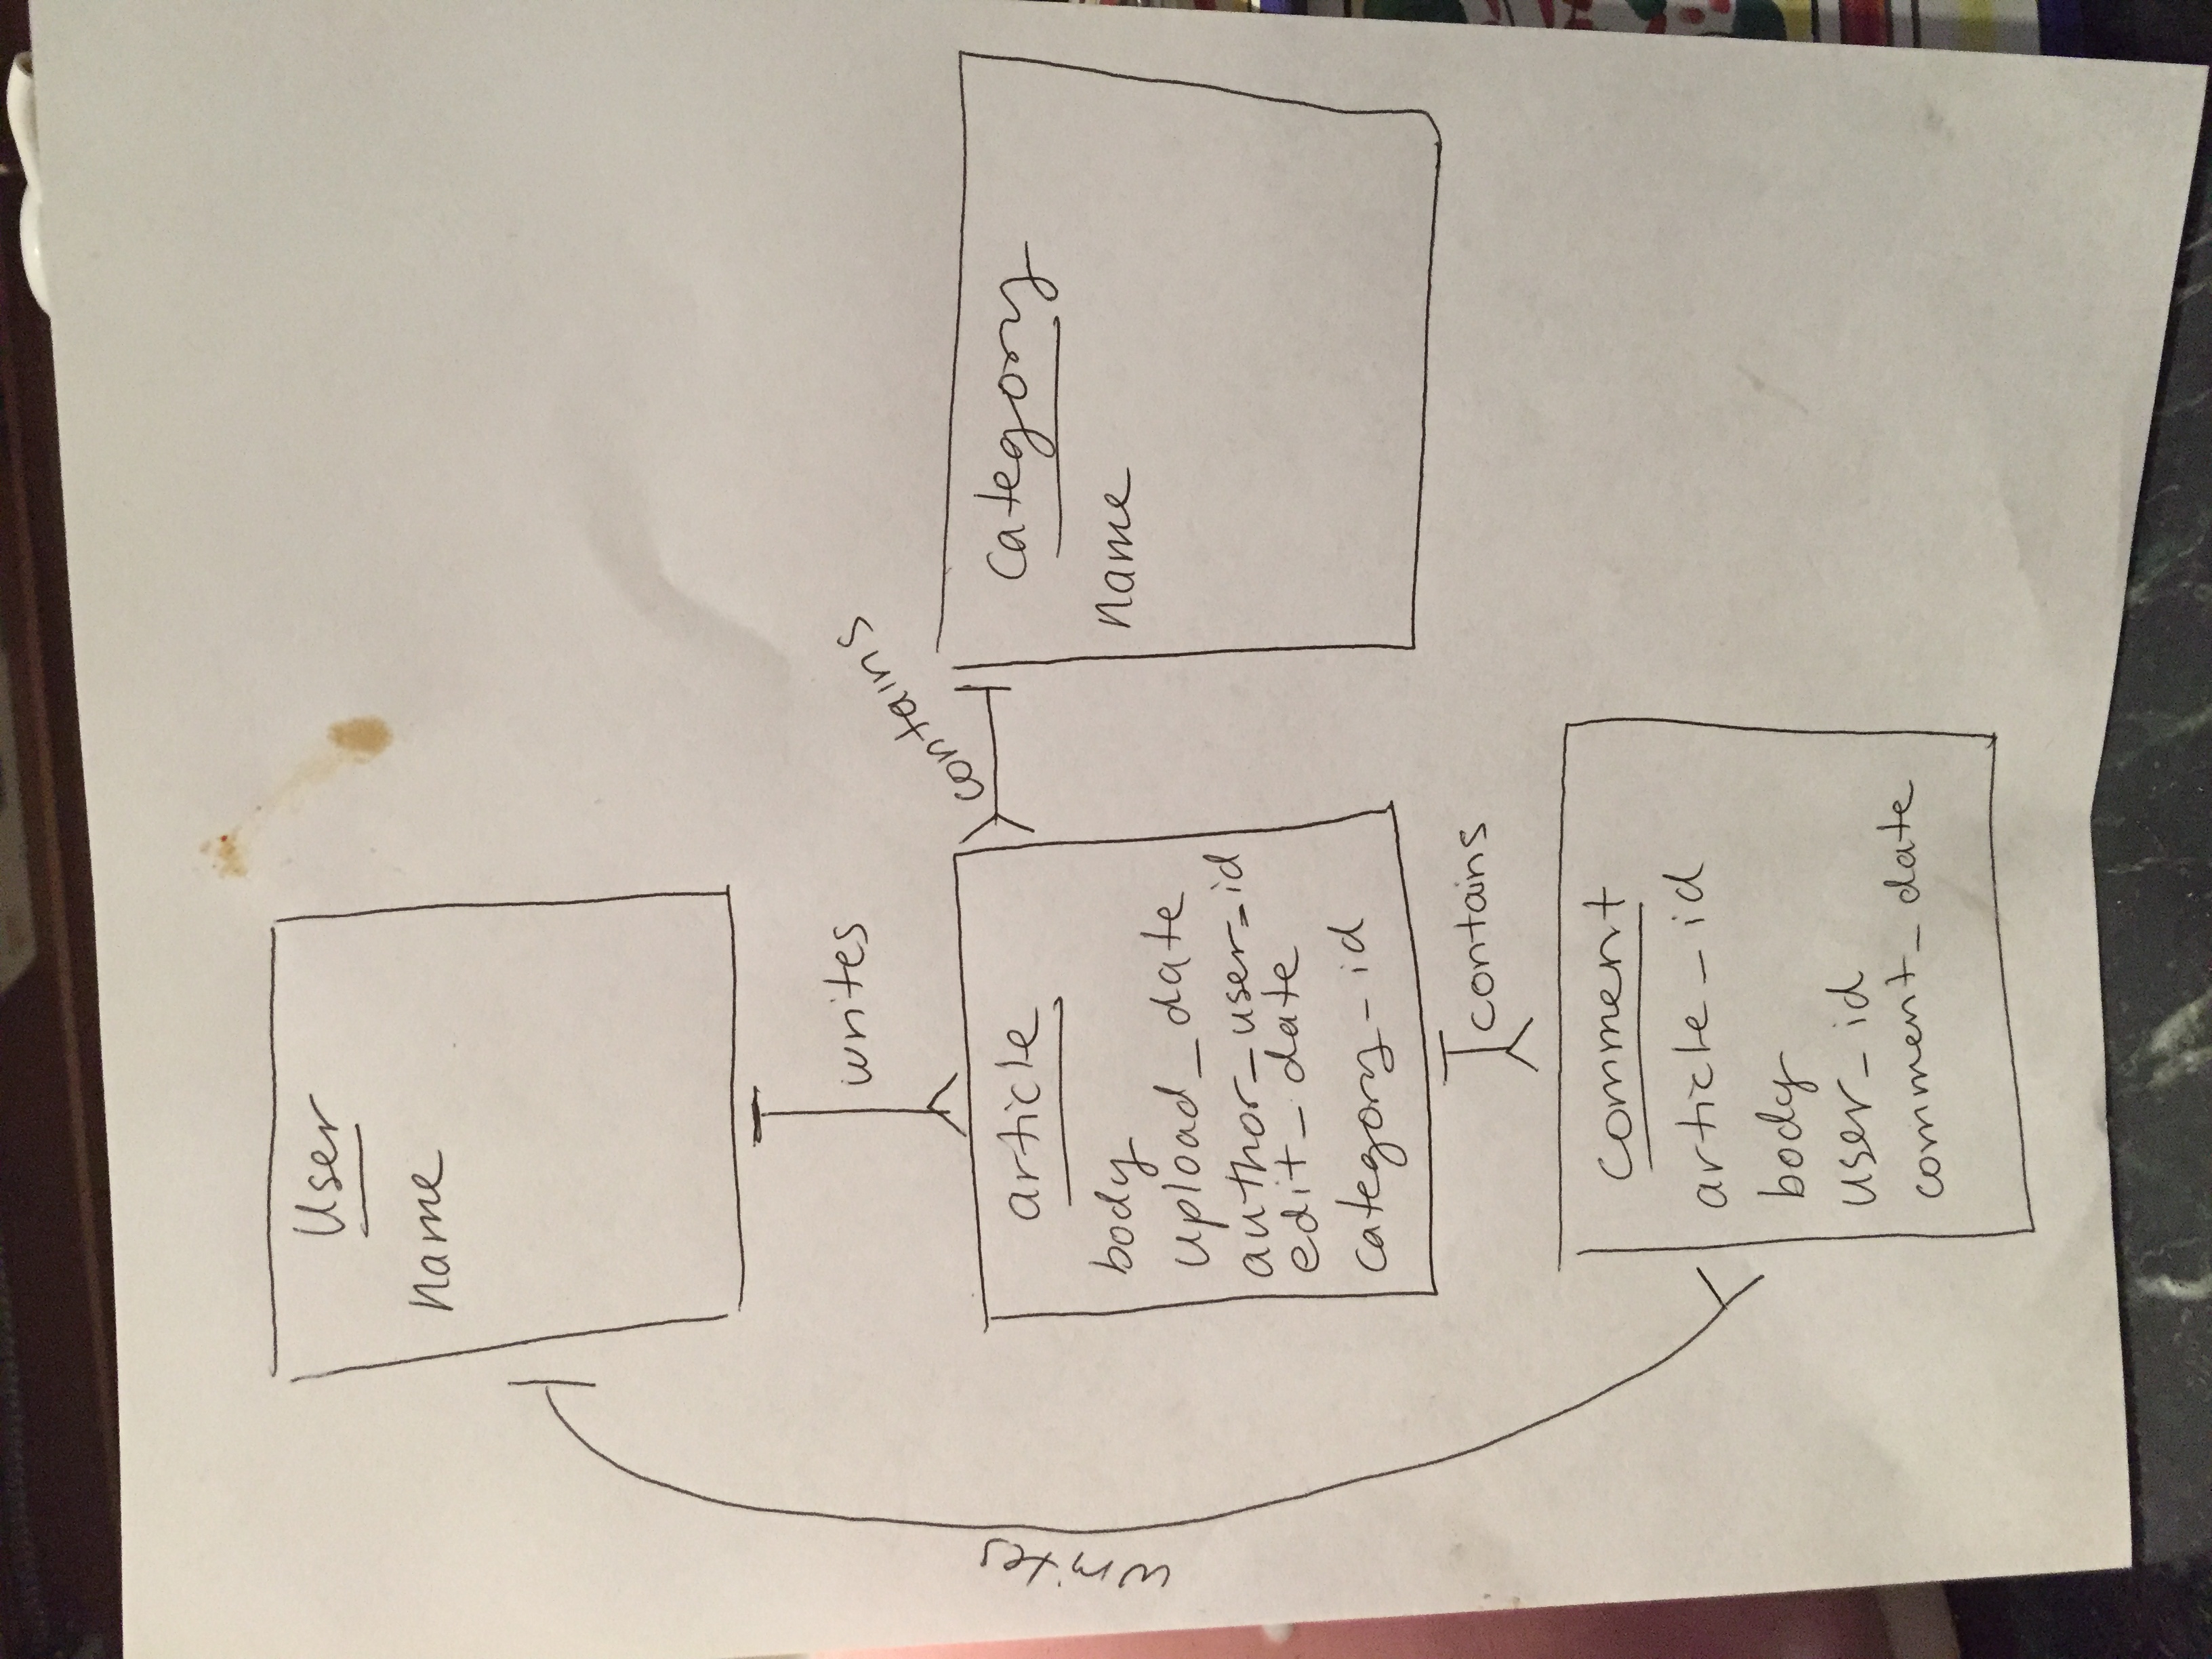 User
name
writes
writes
contains
article
body
upload_date
author_user_id
edit_date
category_id
category
name
contains
comment
article_id
body
user_id
comment_date